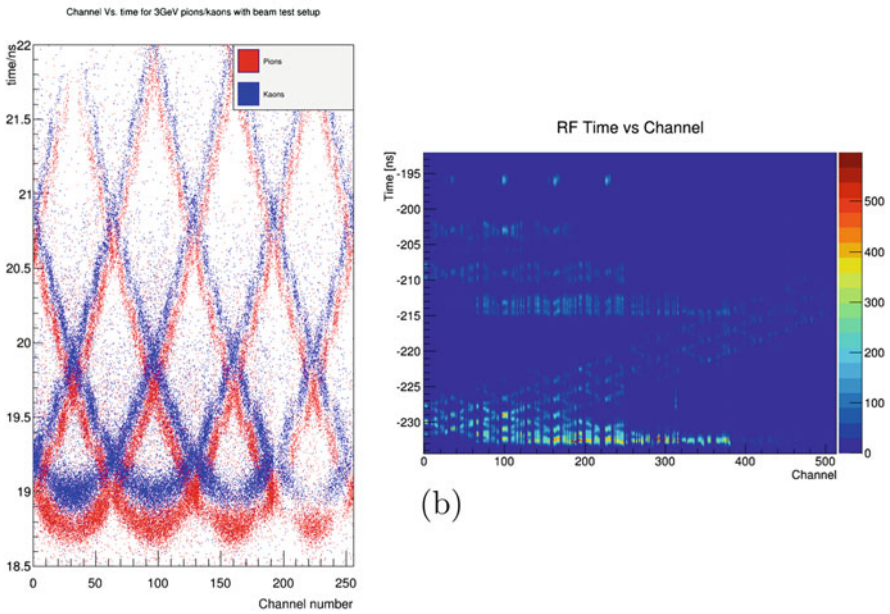 Channel Vs. time for 3GeV pions/kaons with beam test setup
time/ns
22
21.5
21
20.5
20
19.5
19
18.5
0 50 100 150 200 250
Channel number
Pions
Kaons
RF Time vs Channel
Time [ns]
-195
-200
-205
-210
-215
-220
-225
-230
0 100 200 300 400 500
Channel
500
400
300
200
100
0
(b)